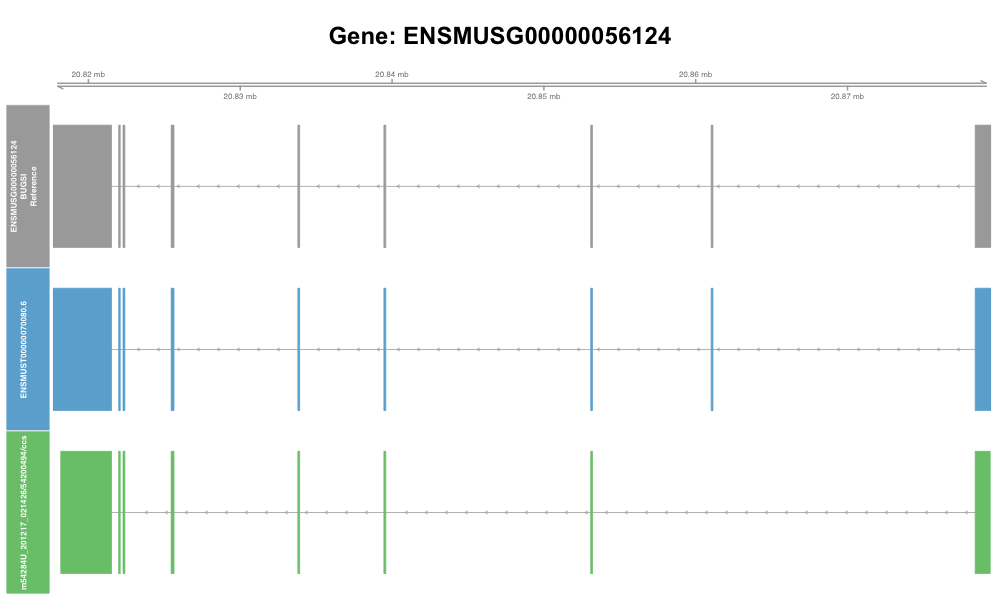 Gene: ENSMUSG00000056124
20.82 mb
20.84 mb
20.86 mb
20.83 mb
20.85 mb
20.87 mb
ENSMUSG00000056124
BUGSI
Reference
ENSMUST00000070080.6
m54284U_201217_021426/54200494/ccs